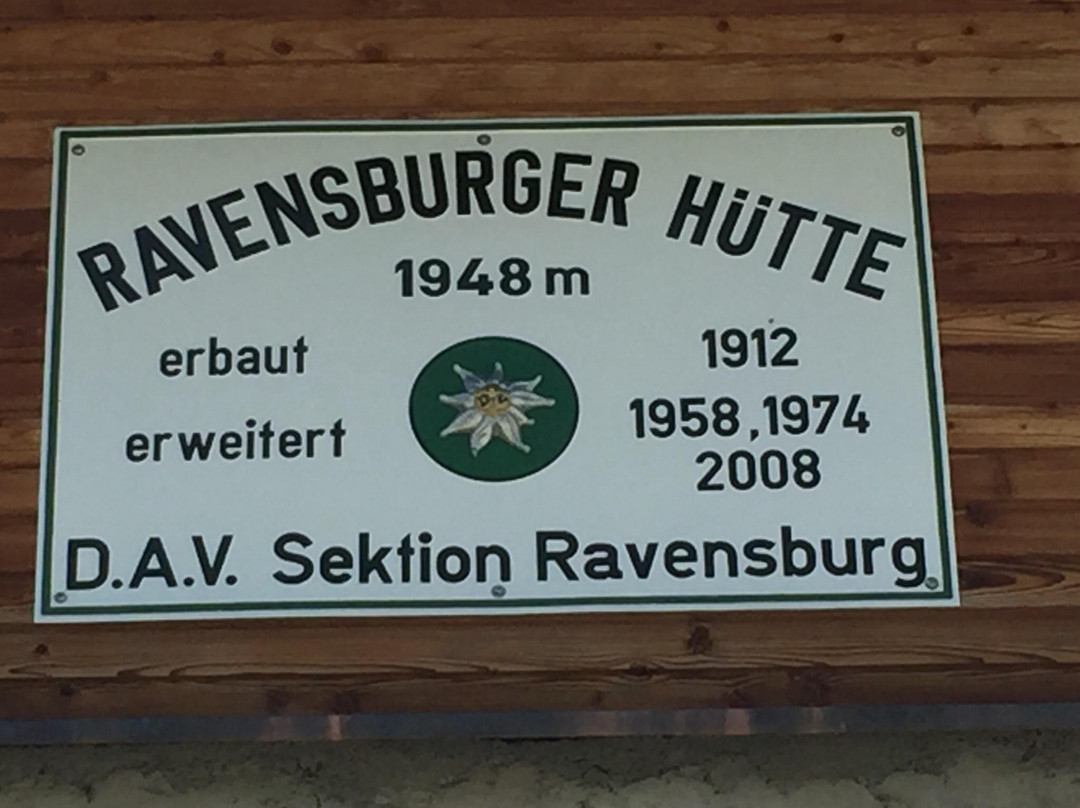 RAVENSBURGER HÜTTE
1948 m
erbaut 1912
erweitert 1958,1974
2008
D.A.V. Sektion Ravensburg